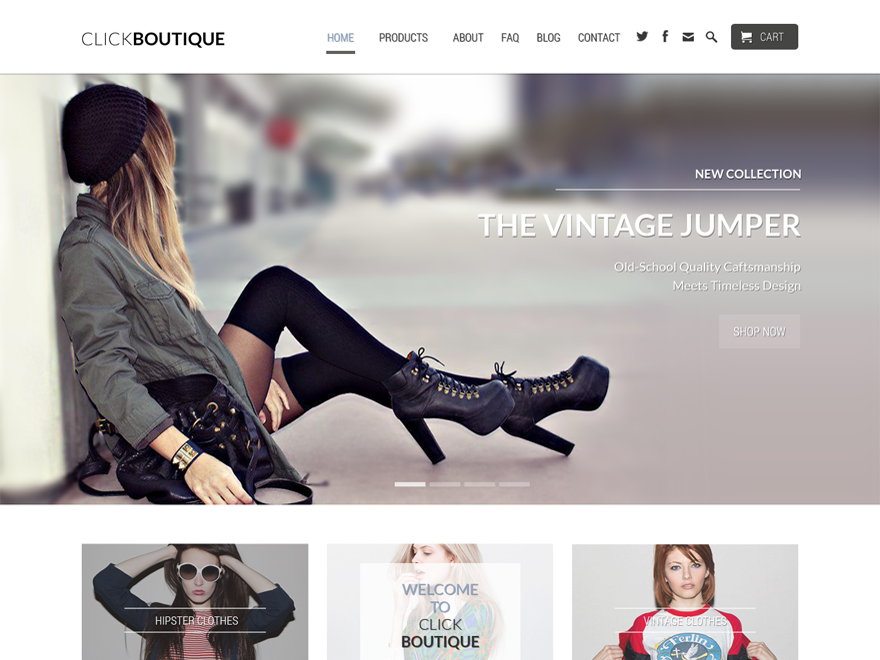 CLICKBOUTIQUE
HOME PRODUCTS ABOUT FAQ BLOG CONTACT CART
NEW COLLECTION
THE VINTAGE JUMPER
Old-School Quality Caftsmanship
Meets Timeless Design
SHOP NOW
HIPSTER CLOTHES
WELCOME
TO
CLICK
BOUTIQUE
VINTAGE CLOTHES
Ferlin